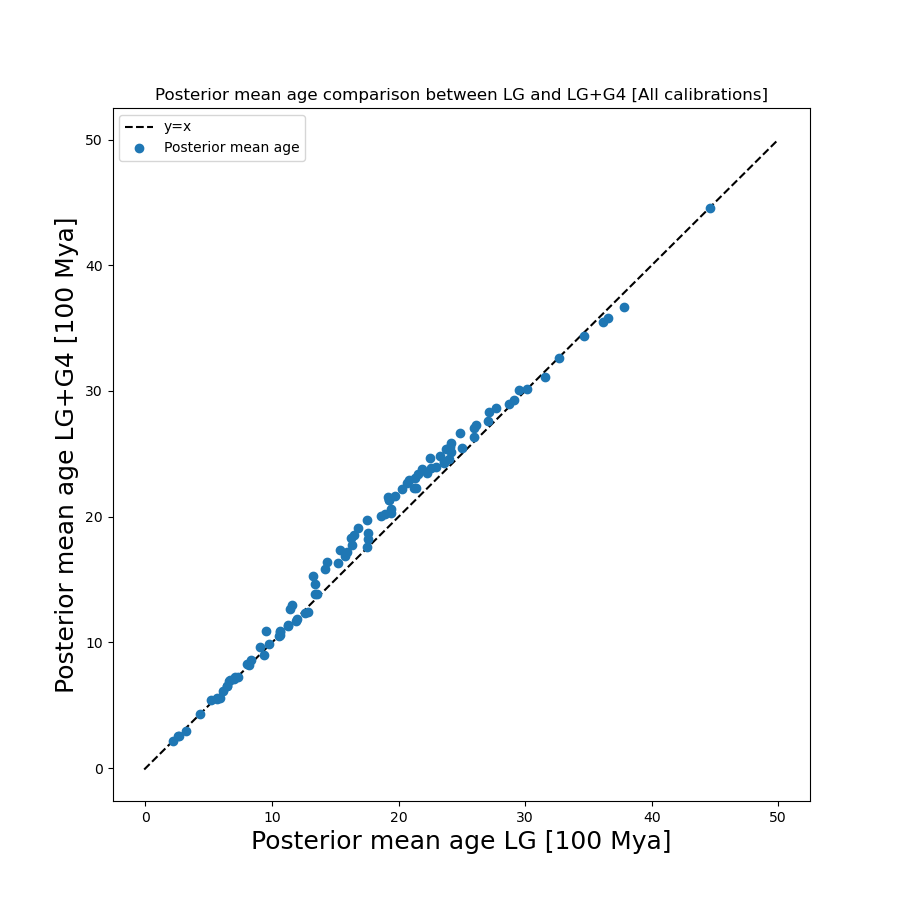 Posterior mean age comparison between LG and LG+G4 [All calibrations]
y=x
Posterior mean age
Posterior mean age LG+G4 [100 Mya]
50
40
30
20
10
0
0 10 20 30 40 50
Posterior mean age LG [100 Mya]